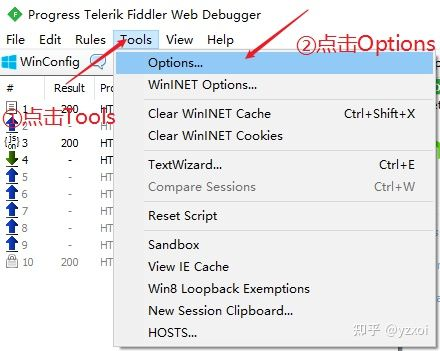 Progress Telerik Fiddler Web Debugger
File Edit Rules Tools View Help
WinConfig
②点击Options
# Result Pro
①点击Tools
1 200 HT
2
3 200 HT
4 - HT
5 - HT
6 - HT
7 - HT
8 - HT
9 - HT
10 200 HT
Options...
WinINET Options...
Clear WinINET Cache Ctrl+Shift+X
Clear WinINET Cookies
TextWizard... Ctrl+E
Compare Sessions Ctrl+W
Reset Script
Sandbox
View IE Cache
Win8 Loopback Exemptions
New Session Clipboard...
HOSTS...
知乎 @yzxoi